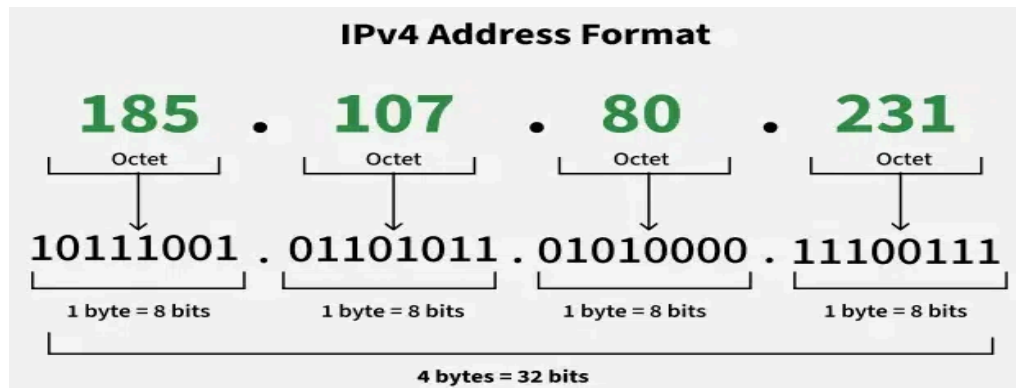 IPv4 Address Format
185 . 107 . 80 . 231
Octet Octet Octet Octet
10111001 . 01101011 . 01010000 . 11100111
1 byte = 8 bits 1 byte = 8 bits 1 byte = 8 bits 1 byte = 8 bits
4 bytes = 32 bits